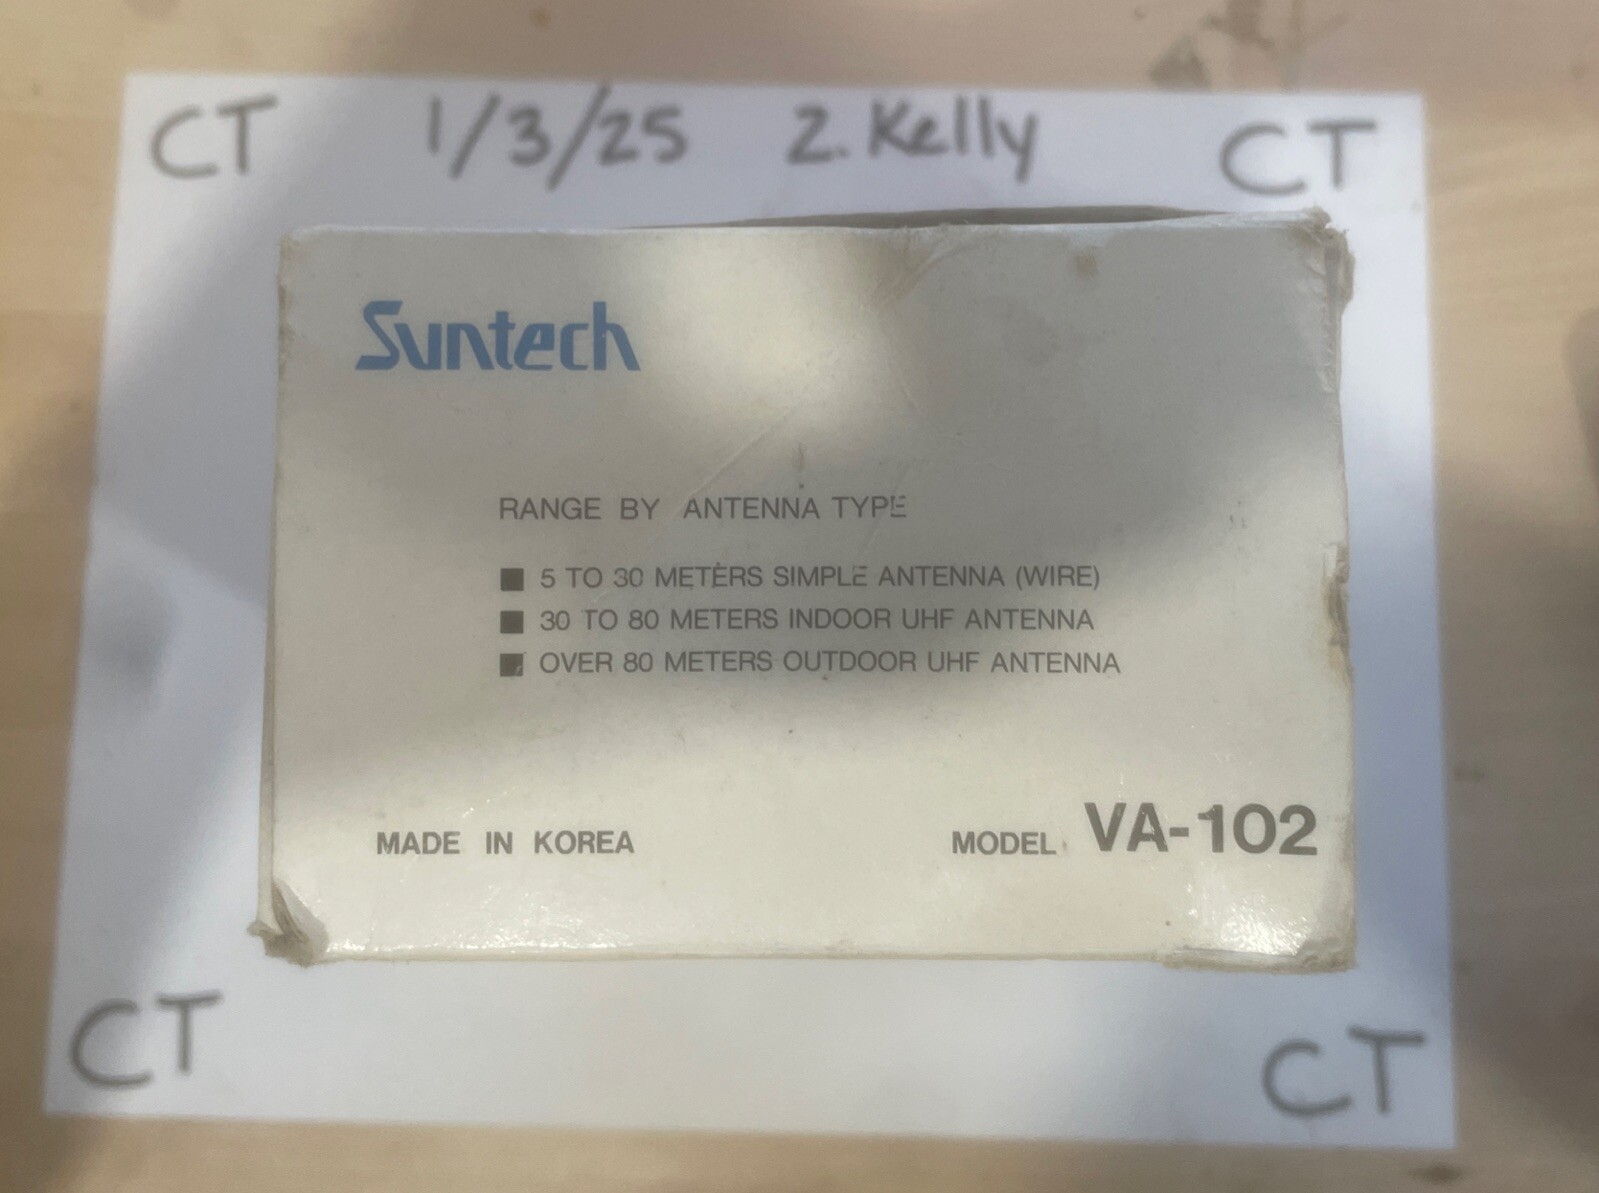 CT 1/3/25 Z. Kelly CT
Suntech
RANGE BY ANTENNA TYPE
■ 5 TO 30 METERS SIMPLE ANTENNA (WIRE)
■ 30 TO 80 METERS INDOOR UHF ANTENNA
■ OVER 80 METERS OUTDOOR UHF ANTENNA
MADE IN KOREA MODEL VA-102
CT CT